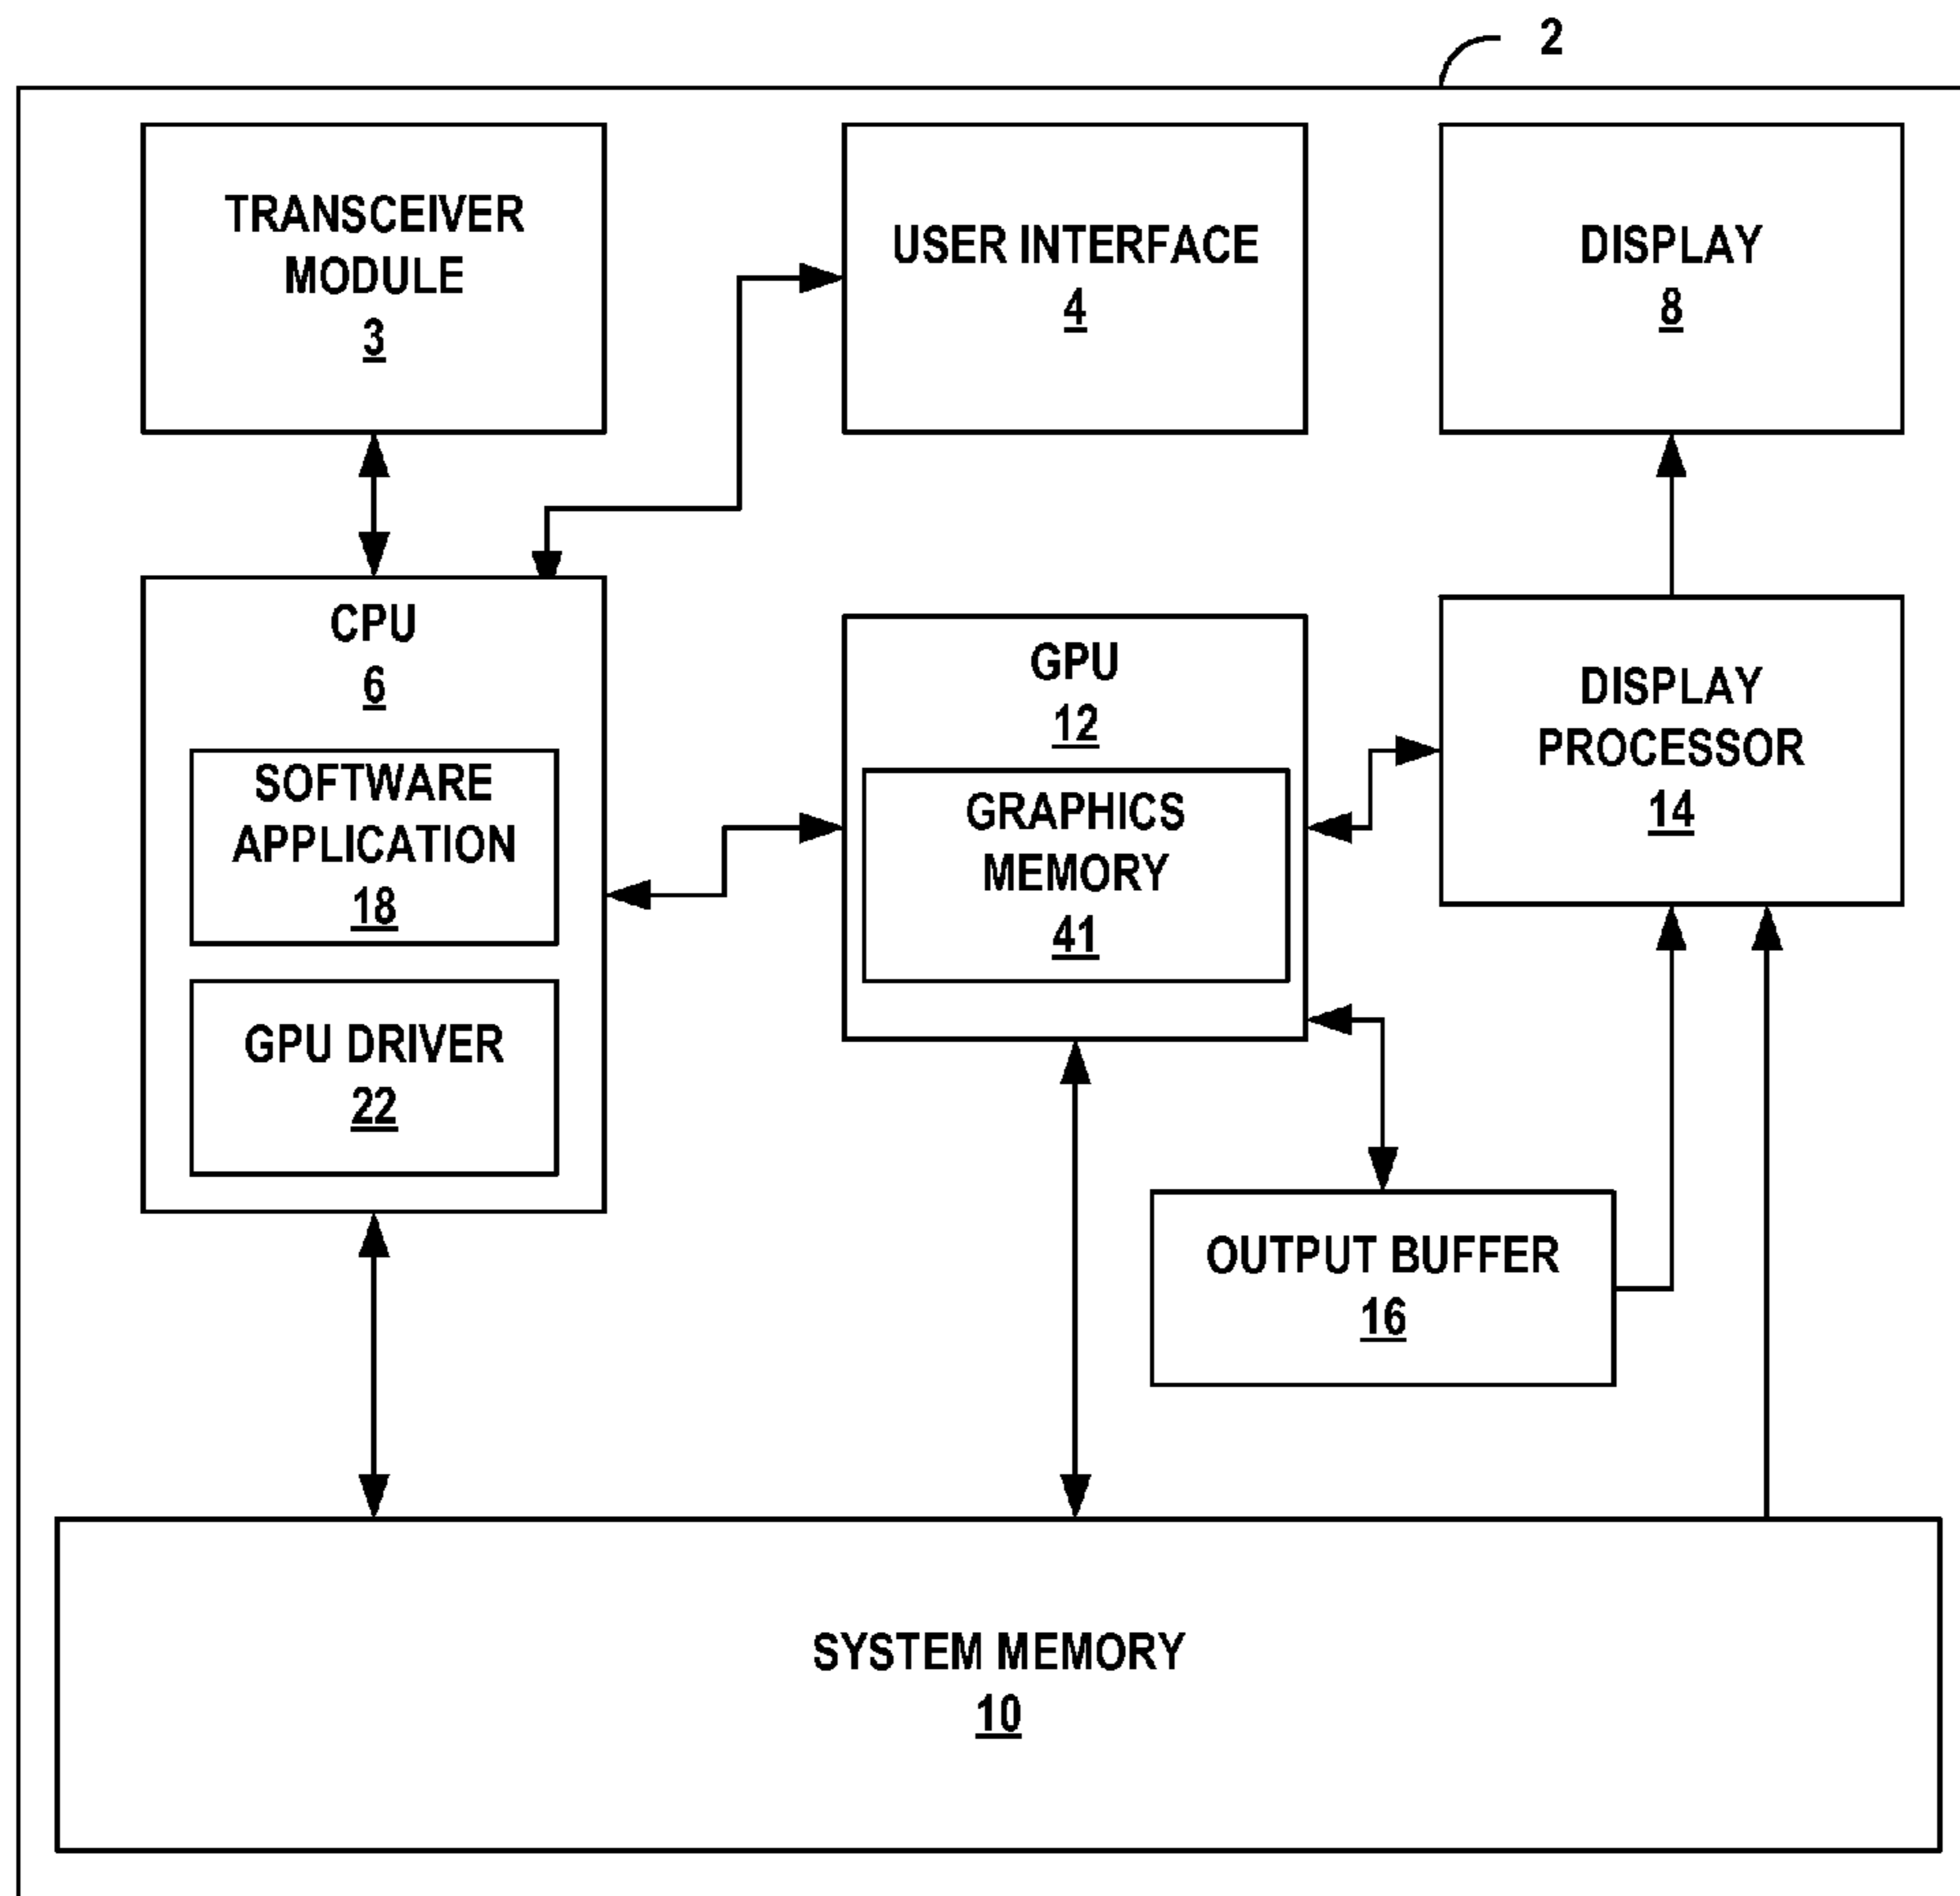 2
TRANSCEIVER
MODULE
3
USER INTERFACE
4
DISPLAY
8
CPU
6
SOFTWARE
APPLICATION
18
GPU DRIVER
22
GPU
12
GRAPHICS
MEMORY
41
DISPLAY
PROCESSOR
14
OUTPUT BUFFER
16
SYSTEM MEMORY
10